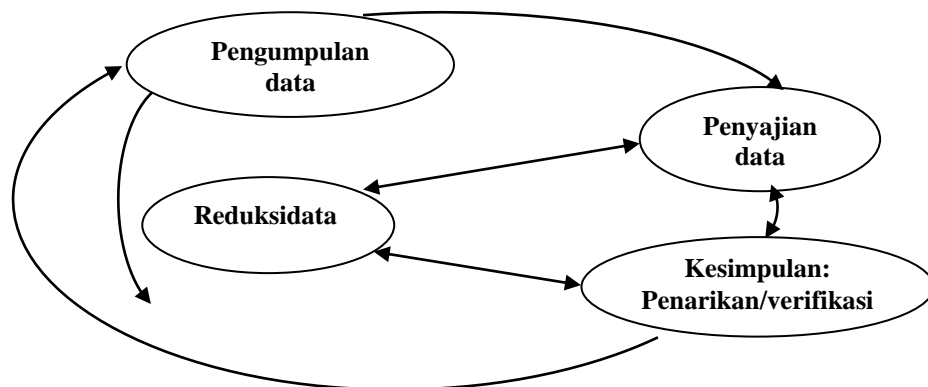 Pengumpulan
data
Penyajian
data
Reduksidata
Kesimpulan:
Penarikan/verifikasi